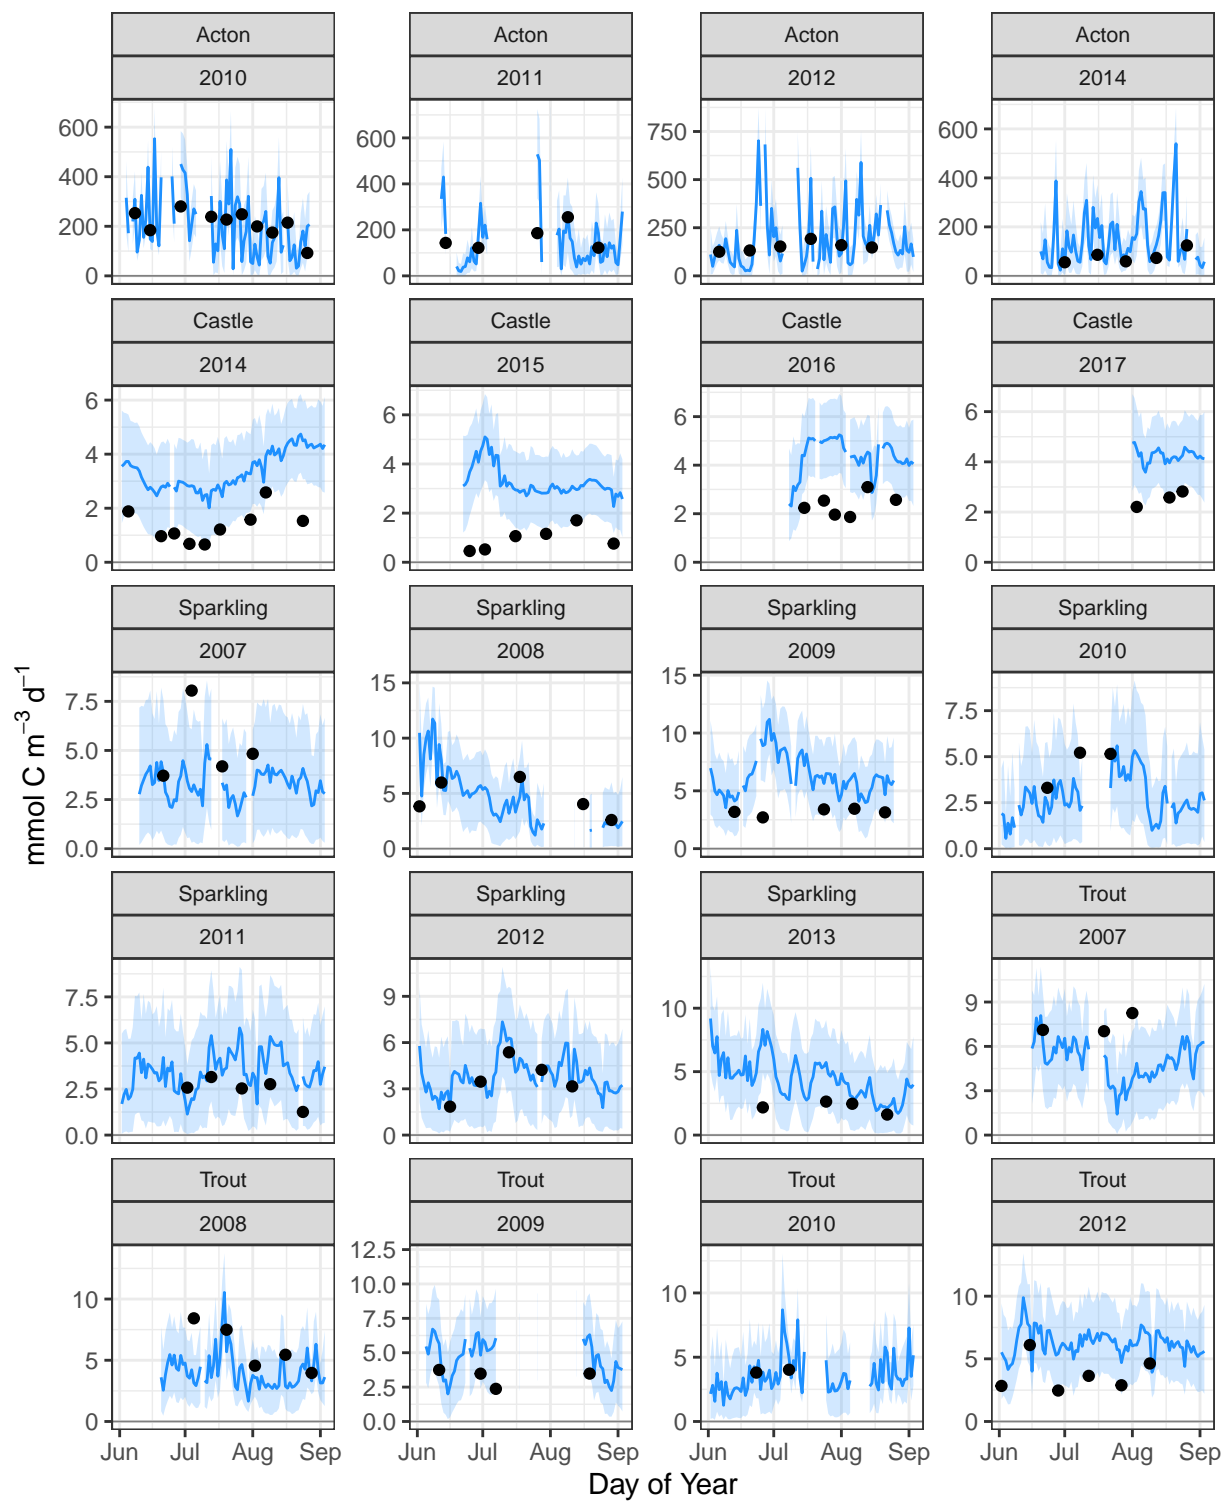 Acton Acton Acton Acton
2010 2011 2012 2014
600 400 200 0
600 400 200 0
750 500 250 0
600 400 200 0
Castle Castle Castle Castle
2014 2015 2016 2017
6 4 2 0
6 4 2 0
6 4 2 0
6 4 2 0
Sparkling Sparkling Sparkling Sparkling
2007 2008 2009 2010
7.5 5.0 2.5 0.0
15 10 5 0
15 10 5 0
7.5 5.0 2.5 0.0
mmol C m⁻³ d⁻¹
Sparkling Sparkling Sparkling Trout
2011 2012 2013 2007
7.5 5.0 2.5 0.0
9 6 3 0
10 5 0
9 6 3 0
Trout Trout Trout Trout
2008 2009 2010 2012
10 5 0
12.5 10.0 7.5 5.0 2.5 0.0
10 5 0
10 5 0
Jun Jul Aug Sep Jun Jul Aug Sep Jun Jul Aug Sep Jun Jul Aug Sep
Day of Year